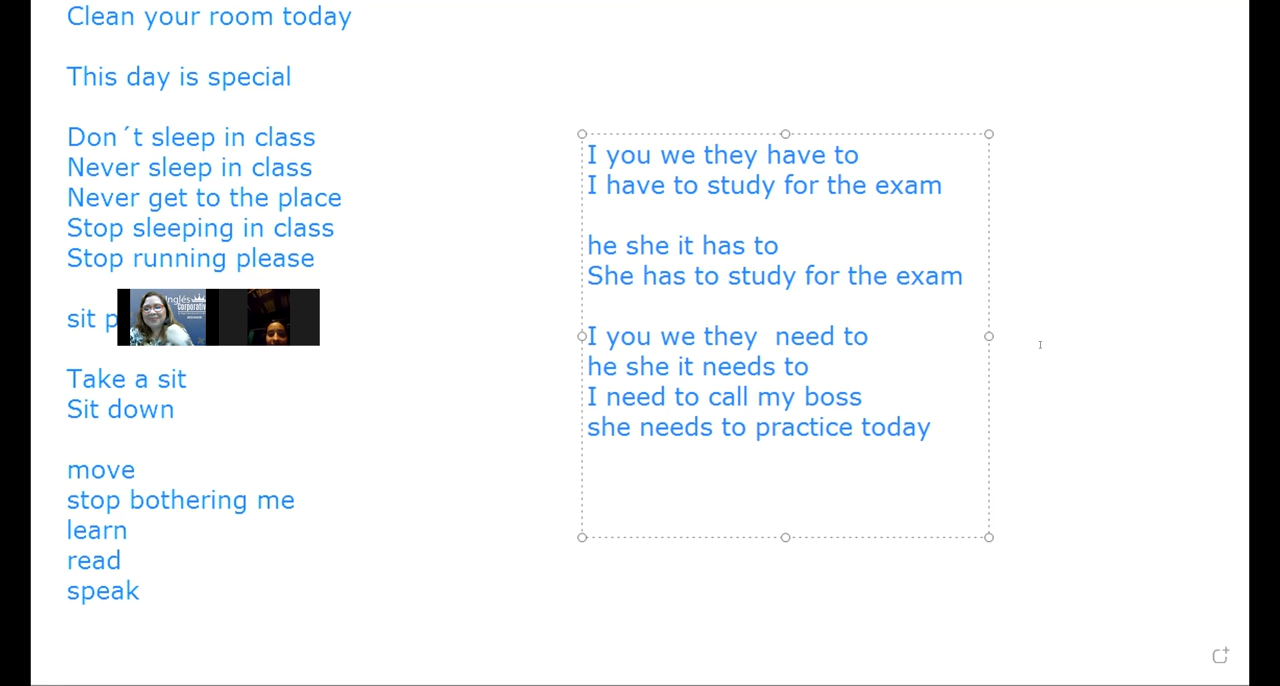 Clean your room today
This day is special
Don´t sleep in class
Never sleep in class
Never get to the place
Stop sleeping in class
Stop running please
sit p
Inglés
Corporativo
Take a sit
Sit down
move
stop bothering me
learn
read
speak
I you we they have to
I have to study for the exam
he she it has to
She has to study for the exam
I you we they  need to
he she it needs to
I need to call my boss
she needs to practice today